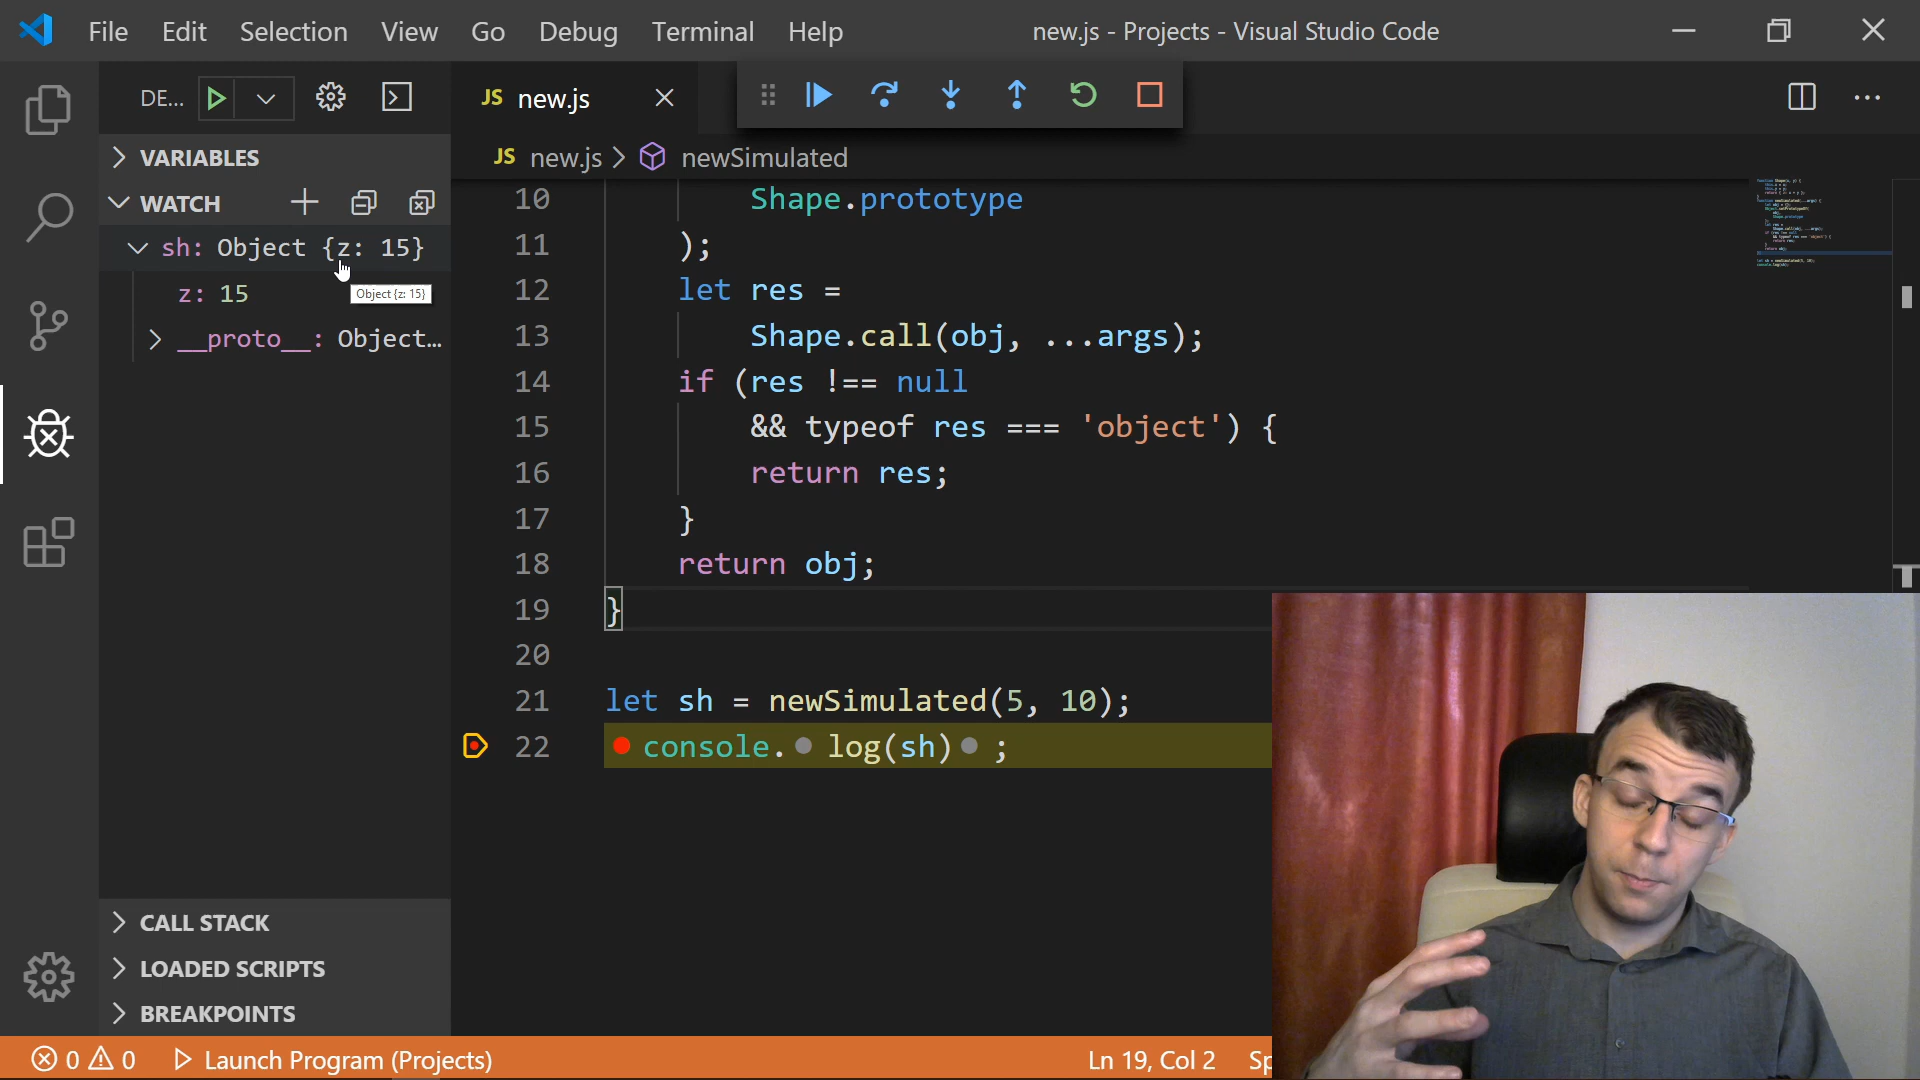 File Edit Selection View Go Debug Terminal Help
new.js - Projects - Visual Studio Code
DE...
JS new.js
VARIABLES
WATCH
sh: Object {z: 15}
Object {z: 15}
z: 15
__proto__: Object…
CALL STACK
LOADED SCRIPTS
BREAKPOINTS
JS new.js > newSimulated
10 Shape.prototype
11 );
12 let res =
13 Shape.call(obj, ...args);
14 if (res !== null
15 && typeof res === 'object') {
16 return res;
17 }
18 return obj;
19 }
20
21 let sh = newSimulated(5, 10);
22 console.log(sh);
0 0 Launch Program (Projects)
Ln 19, Col 2 Sp